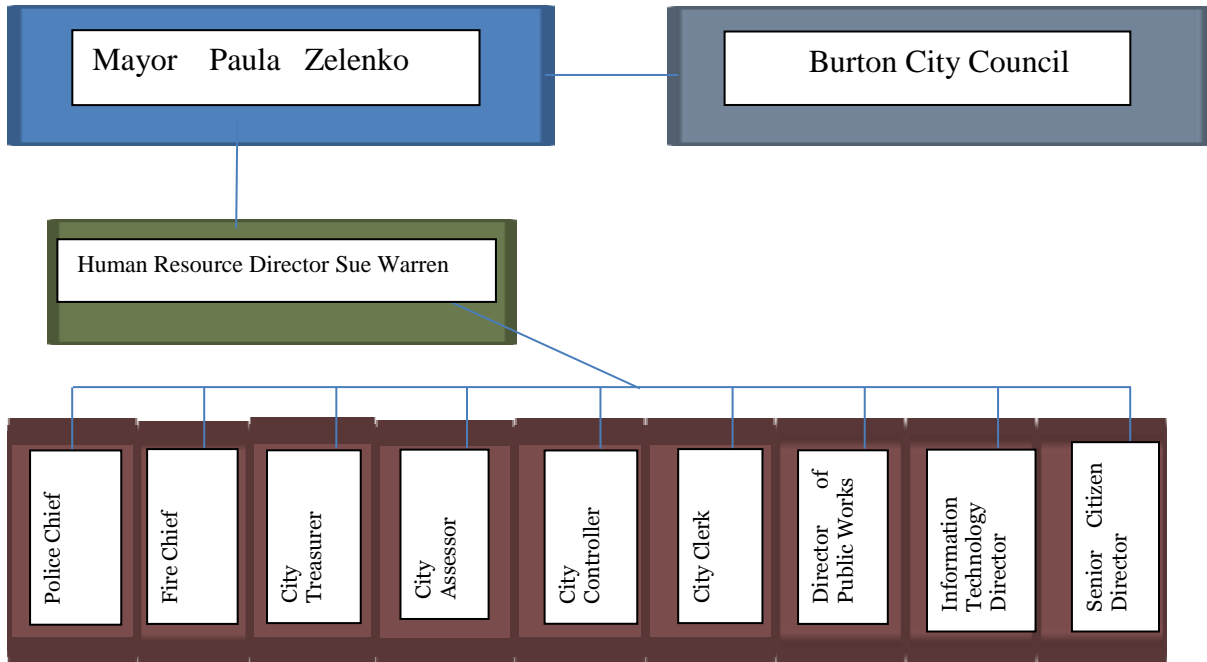 Mayor Paula Zelenko
Burton City Council
Human Resource Director Sue Warren
Police Chief
Fire Chief
City
Treasurer
City
Assessor
City
Controller
City Clerk
Director of
Public Works
Information
Technology
Director
Senior Citizen
Director